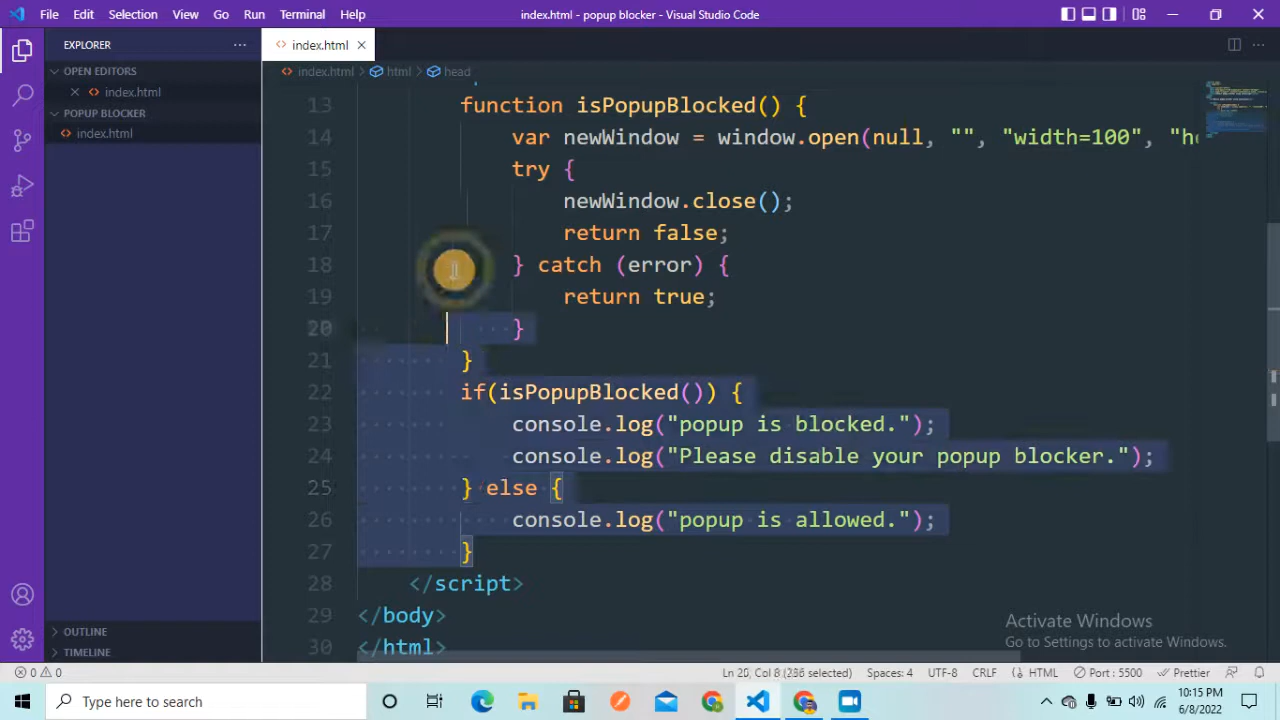 File Edit Selection View Go Run Terminal Help index.html - popup blocker - Visual Studio Code
EXPLORER
index.html
OPEN EDITORS
index.html > html > head
index.html
POPUP BLOCKER
index.html
13 function isPopupBlocked() {
14 var newWindow = window.open(null, "", "width=100", "he
15 try {
16 newWindow.close();
17 return false;
18 } catch (error) {
19 return true;
20 }
21 }
22 if(isPopupBlocked()) {
23 console.log("popup is blocked.");
24 console.log("Please disable your popup blocker.");
25 } else {
26 console.log("popup is allowed.");
27 }
28 </script>
29 </body>
30 </html>
Activate Windows
Go to Settings to activate Windows.
OUTLINE
TIMELINE
0 0 Ln 20, Col 8 (286 selected) Spaces: 4 UTF-8 CRLF HTML Port : 5500 Prettier
Type here to search
10:15 PM
6/8/2022